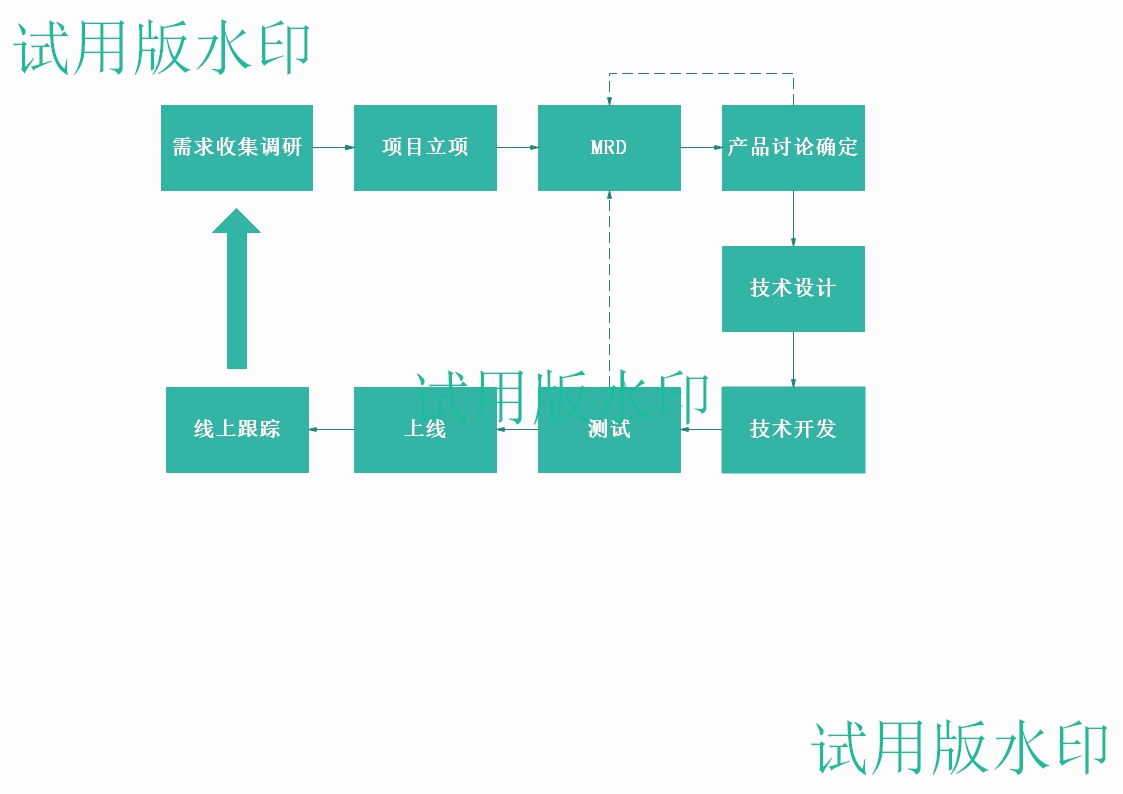 试用版水印
需求收集调研
项目立项
MRD
产品讨论确定
技术设计
试用版水印
线上跟踪
上线
测试
技术开发
试用版水印